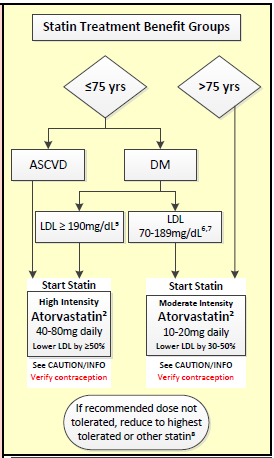 Statin Treatment Benefit Groups
≤75 yrs
>75 yrs
ASCVD
DM
LDL ≥ 190mg/dL⁵
LDL
70-189mg/dL⁶,⁷
Start Statin
High Intensity
Atorvastatin²
40-80mg daily
Lower LDL by ≥50%
See CAUTION/INFO
Verify contraception
Start Statin
Moderate Intensity
Atorvastatin²
10-20mg daily
Lower LDL by 30-50%
See CAUTION/INFO
Verify contraception
If recommended dose not
tolerated, reduce to highest
tolerated or other statin⁸